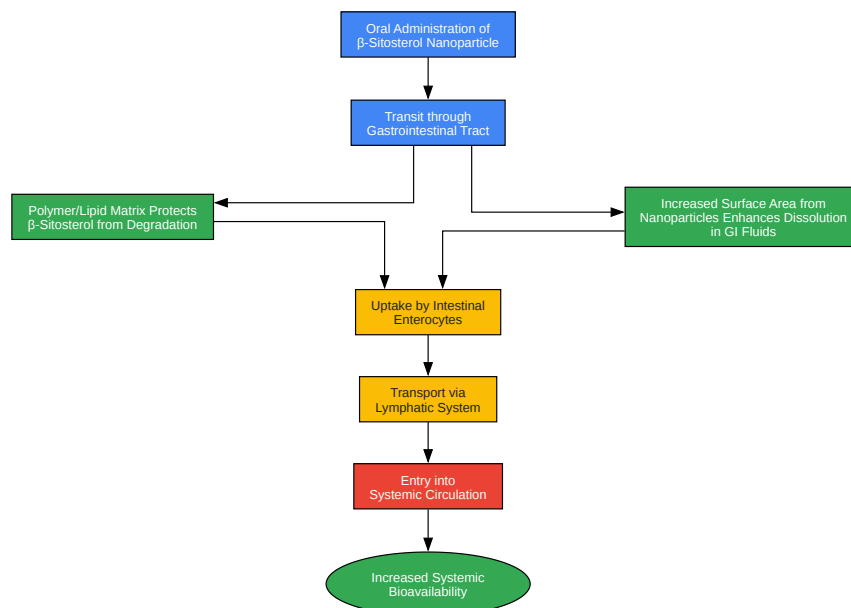 Oral Administration of
β-Sitosterol Nanoparticle
Transit through
Gastrointestinal Tract
Polymer/Lipid Matrix Protects
β-Sitosterol from Degradation
Increased Surface Area from
Nanoparticles Enhances Dissolution
in GI Fluids
Uptake by Intestinal
Enterocytes
Transport via
Lymphatic System
Entry into
Systemic Circulation
Increased Systemic
Bioavailability